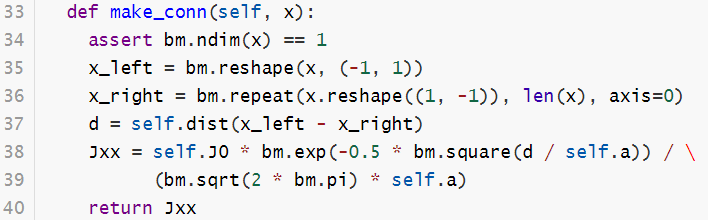 33 def make_conn(self, x):
34 assert bm.ndim(x) == 1
35 x_left = bm.reshape(x, (-1, 1))
36 x_right = bm.repeat(x.reshape((1, -1)), len(x), axis=0)
37 d = self.dist(x_left - x_right)
38 Jxx = self.J0 * bm.exp(-0.5 * bm.square(d / self.a)) / \
39 (bm.sqrt(2 * bm.pi) * self.a)
40 return Jxx